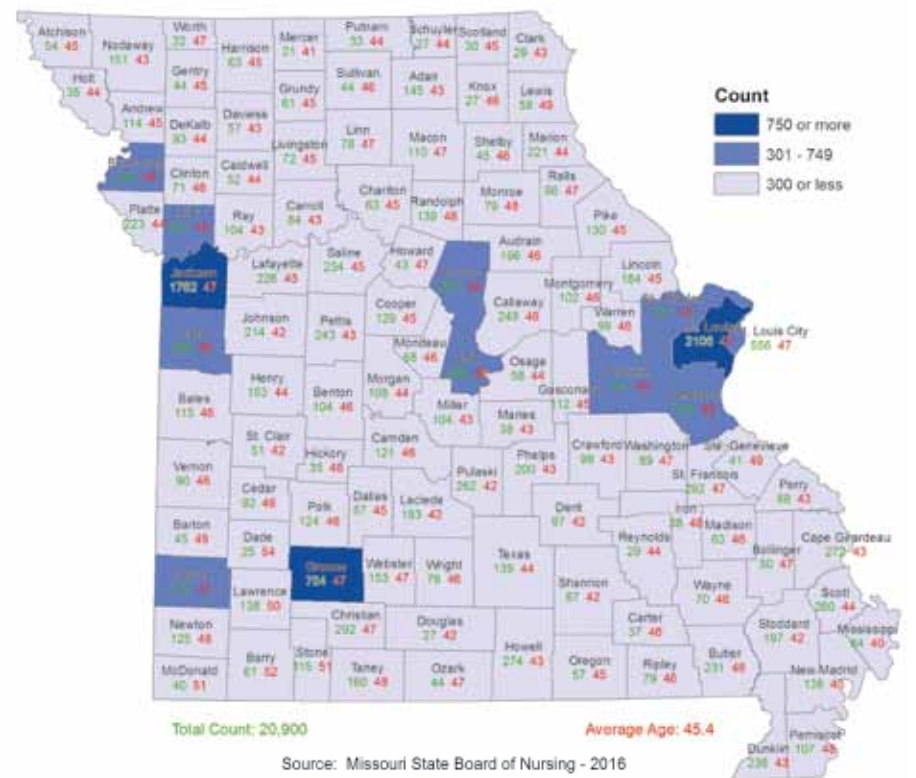 Atchison
54 45
Nodaway
151 43
Worth
22 47
Harrison
63 45
Mercer
21 41
Putnam
33 44
Schuyler
27 44
Scotland
30 45
Clark
29 43
Holt
35 44
Gentry
44 45
Grundy
61 45
Sullivan
44 46
Adair
145 43
Knox
27 46
Lewis
58 49
Andrew
114 45
DeKalb
93 44
Daviess
57 43
Livingston
72 45
Linn
78 47
Macon
110 47
Shelby
45 46
Marion
221 44
Clinton
71 46
Caldwell
52 44
Chariton
63 45
Randolph
139 46
Monroe
79 48
Ralls
66 47
Platte
223 44
Ray
104 43
Carroll
84 43
Pike
130 45
Jackson
1762 47
Lafayette
226 45
Saline
234 45
Howard
43 47
Audrain
196 46
Cooper
129 45
Callaway
249 46
Montgomery
102 46
Lincoln
184 45
Warren
99 46
2106
Louis City
556 47
Johnson
214 42
Pettis
243 43
Moniteau
68 46
Osage
58 44
Gasconade
112 45
Bates
115 46
Henry
163 44
Benton
104 46
Morgan
108 44
Miller
104 43
Maries
38 43
St. Clair
51 42
Hickory
35 46
Camden
121 46
Pulaski
262 42
Phelps
200 43
Crawford
98 43
Washington
89 47
Ste. Genevieve
41 49
St. Francois
292 47
Perry
88 43
Vernon
90 46
Cedar
92 46
Polk
124 46
Dallas
57 45
Laclede
193 42
Dent
97 42
Iron
Reynolds
29 44
Madison
63 46
Cape Girardeau
272 43
Bollinger
50 47
Barton
45 49
Dade
25 54
Greene
704 47
Webster
153 47
Wright
78 46
Texas
139 44
Shannon
67 42
Wayne
70 46
Scott
260 44
Mississippi
Lawrence
138 50
Christian
292 47
Douglas
37 42
Carter
37 46
Stoddard
197 42
Newton
125 48
McDonald
40 51
Barry
61 52
Stone
115 51
Taney
160 48
Ozark
44 47
Howell
274 43
Oregon
57 45
Ripley
79 46
Butler
231 46
New Madrid
Dunklin
236 43
Pemiscot
107 46
Count
750 or more
301 - 749
300 or less
Total Count: 20,900
Average Age: 45.4
Source: Missouri State Board of Nursing - 2016